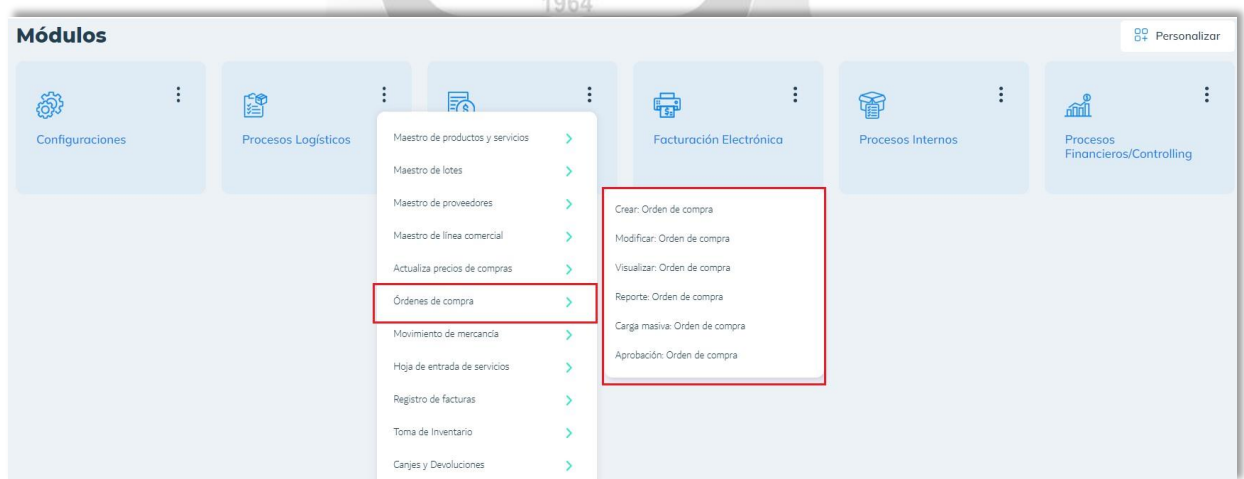 1964
Módulos
Personalizar
Configuraciones
Procesos Logísticos
Facturación Electrónica
Procesos Internos
Procesos
Financieros/Controlling
Maestro de productos y servicios
Maestro de lotes
Maestro de proveedores
Maestro de línea comercial
Actualiza precios de compras
Órdenes de compra
Movimiento de mercancía
Hoja de entrada de servicios
Registro de facturas
Toma de Inventario
Canjes y Devoluciones
Crear: Orden de compra
Modificar: Orden de compra
Visualizar: Orden de compra
Reporte: Orden de compra
Carga masiva: Orden de compra
Aprobación: Orden de compra